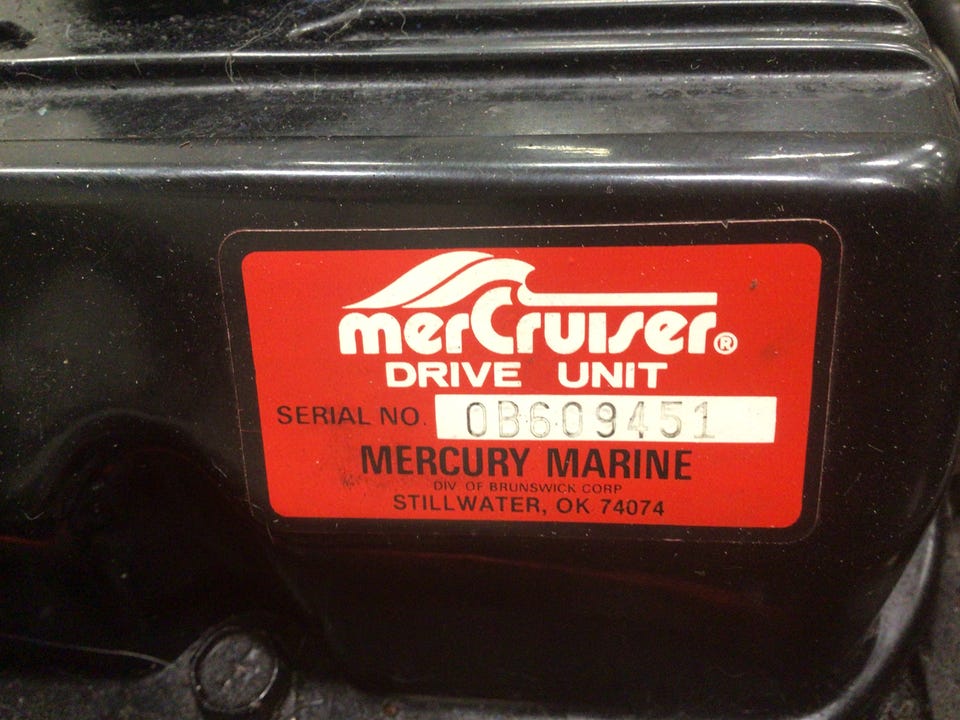 merCruiser®
DRIVE UNIT
SERIAL NO. 0B609451
MERCURY MARINE
DIV OF BRUNSWICK CORP
STILLWATER, OK 74074